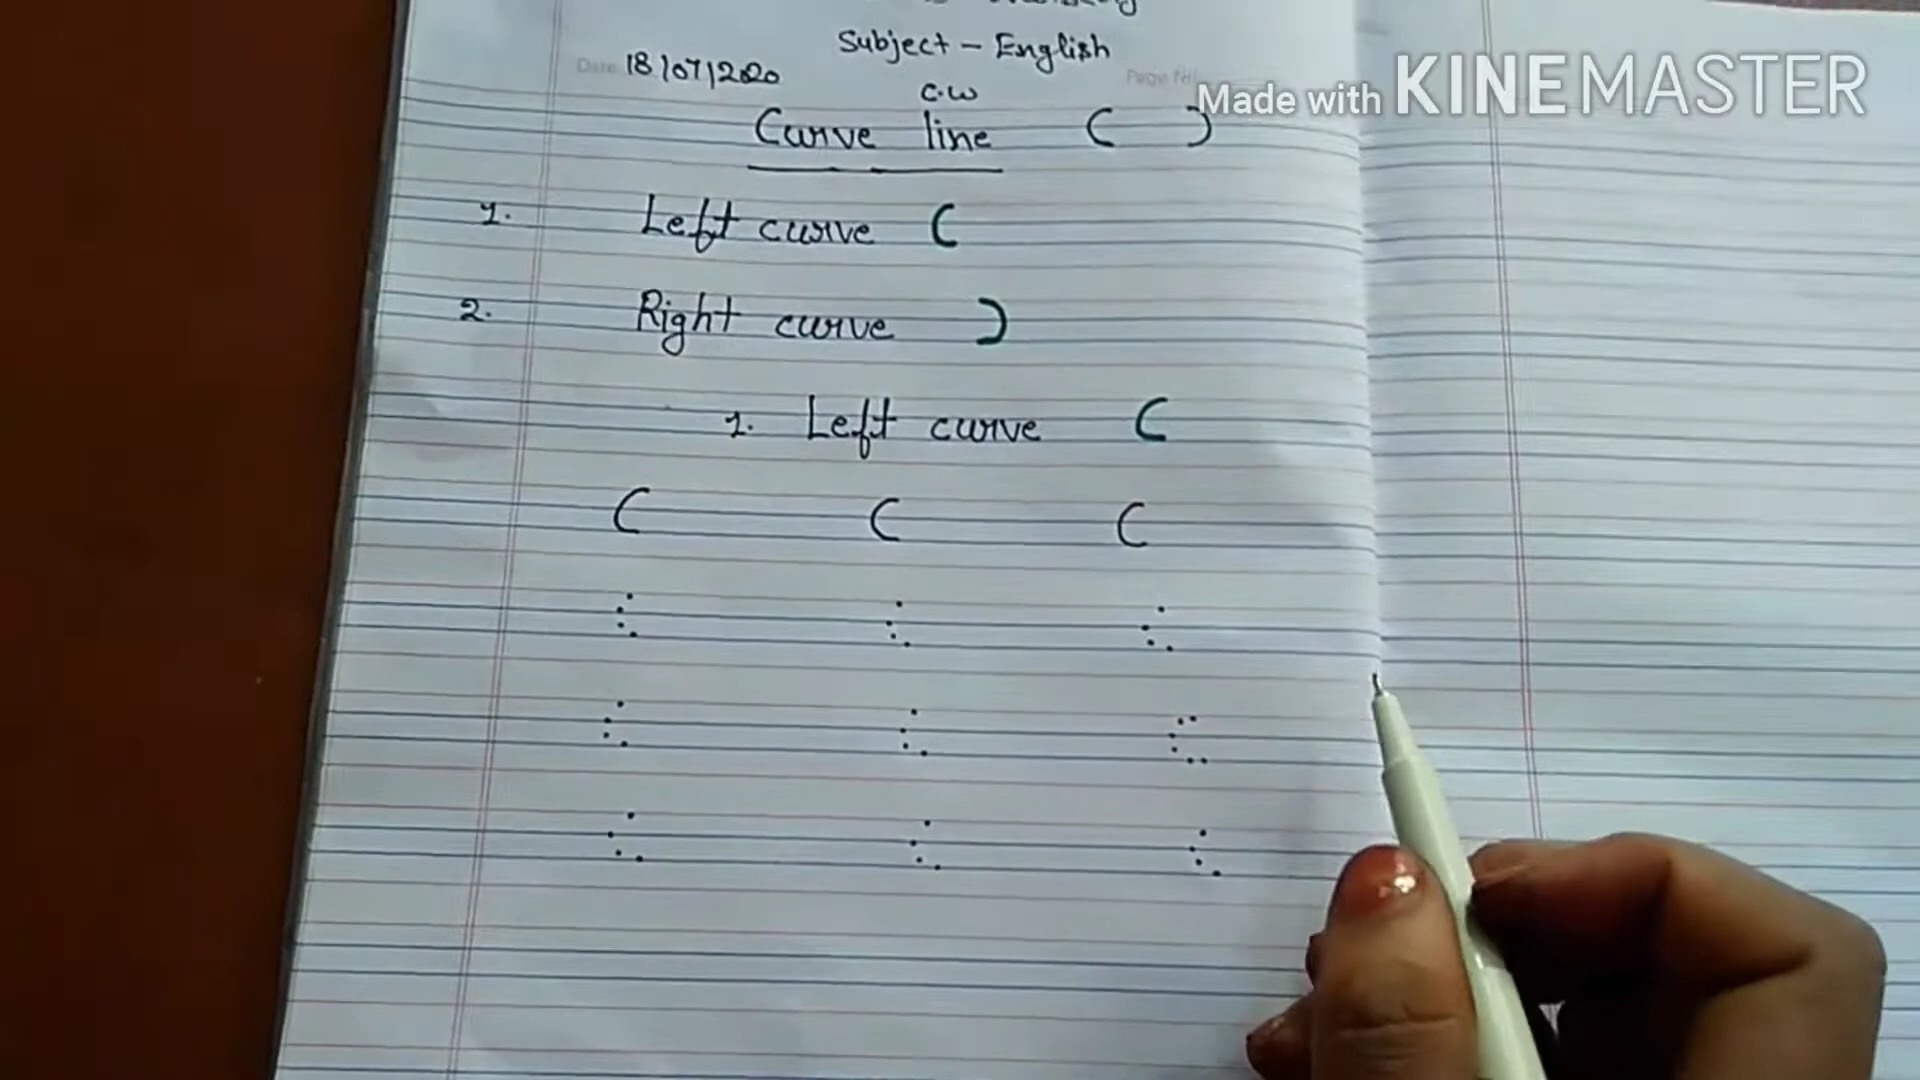 Subject - English
Date 18/07/2020
Page No.
Made with KINEMASTER
C.W
Curve line ( )
1. Left curve (
2. Right curve )
1. Left curve (
( ( (